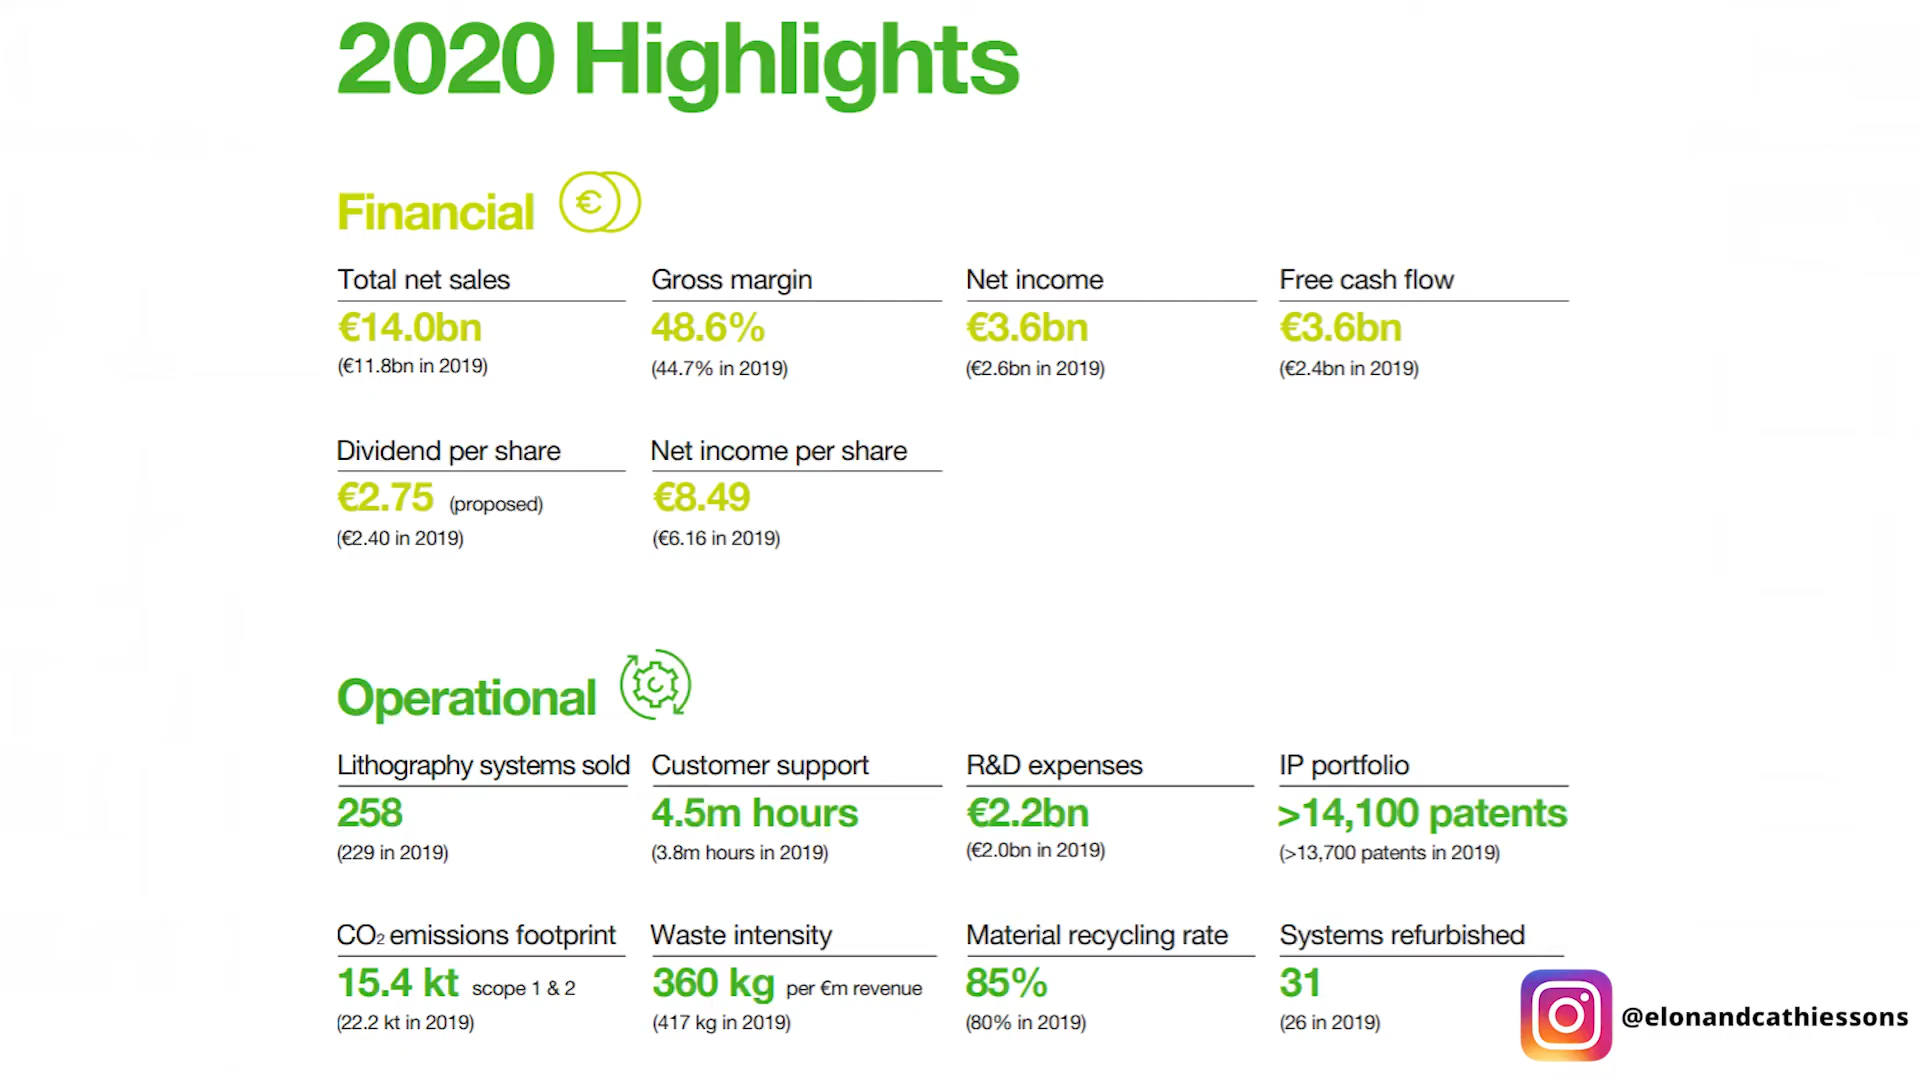 2020 Highlights
Financial €
Total net sales
€14.0bn
(€11.8bn in 2019)
Gross margin
48.6%
(44.7% in 2019)
Net income
€3.6bn
(€2.6bn in 2019)
Free cash flow
€3.6bn
(€2.4bn in 2019)
Dividend per share
€2.75 (proposed)
(€2.40 in 2019)
Net income per share
€8.49
(€6.16 in 2019)
Operational
Lithography systems sold
258
(229 in 2019)
Customer support
4.5m hours
(3.8m hours in 2019)
R&D expenses
€2.2bn
(€2.0bn in 2019)
IP portfolio
>14,100 patents
(>13,700 patents in 2019)
CO₂ emissions footprint
15.4 kt scope 1 & 2
(22.2 kt in 2019)
Waste intensity
360 kg per €m revenue
(417 kg in 2019)
Material recycling rate
85%
(80% in 2019)
Systems refurbished
31
(26 in 2019)
@elonandcathiessons